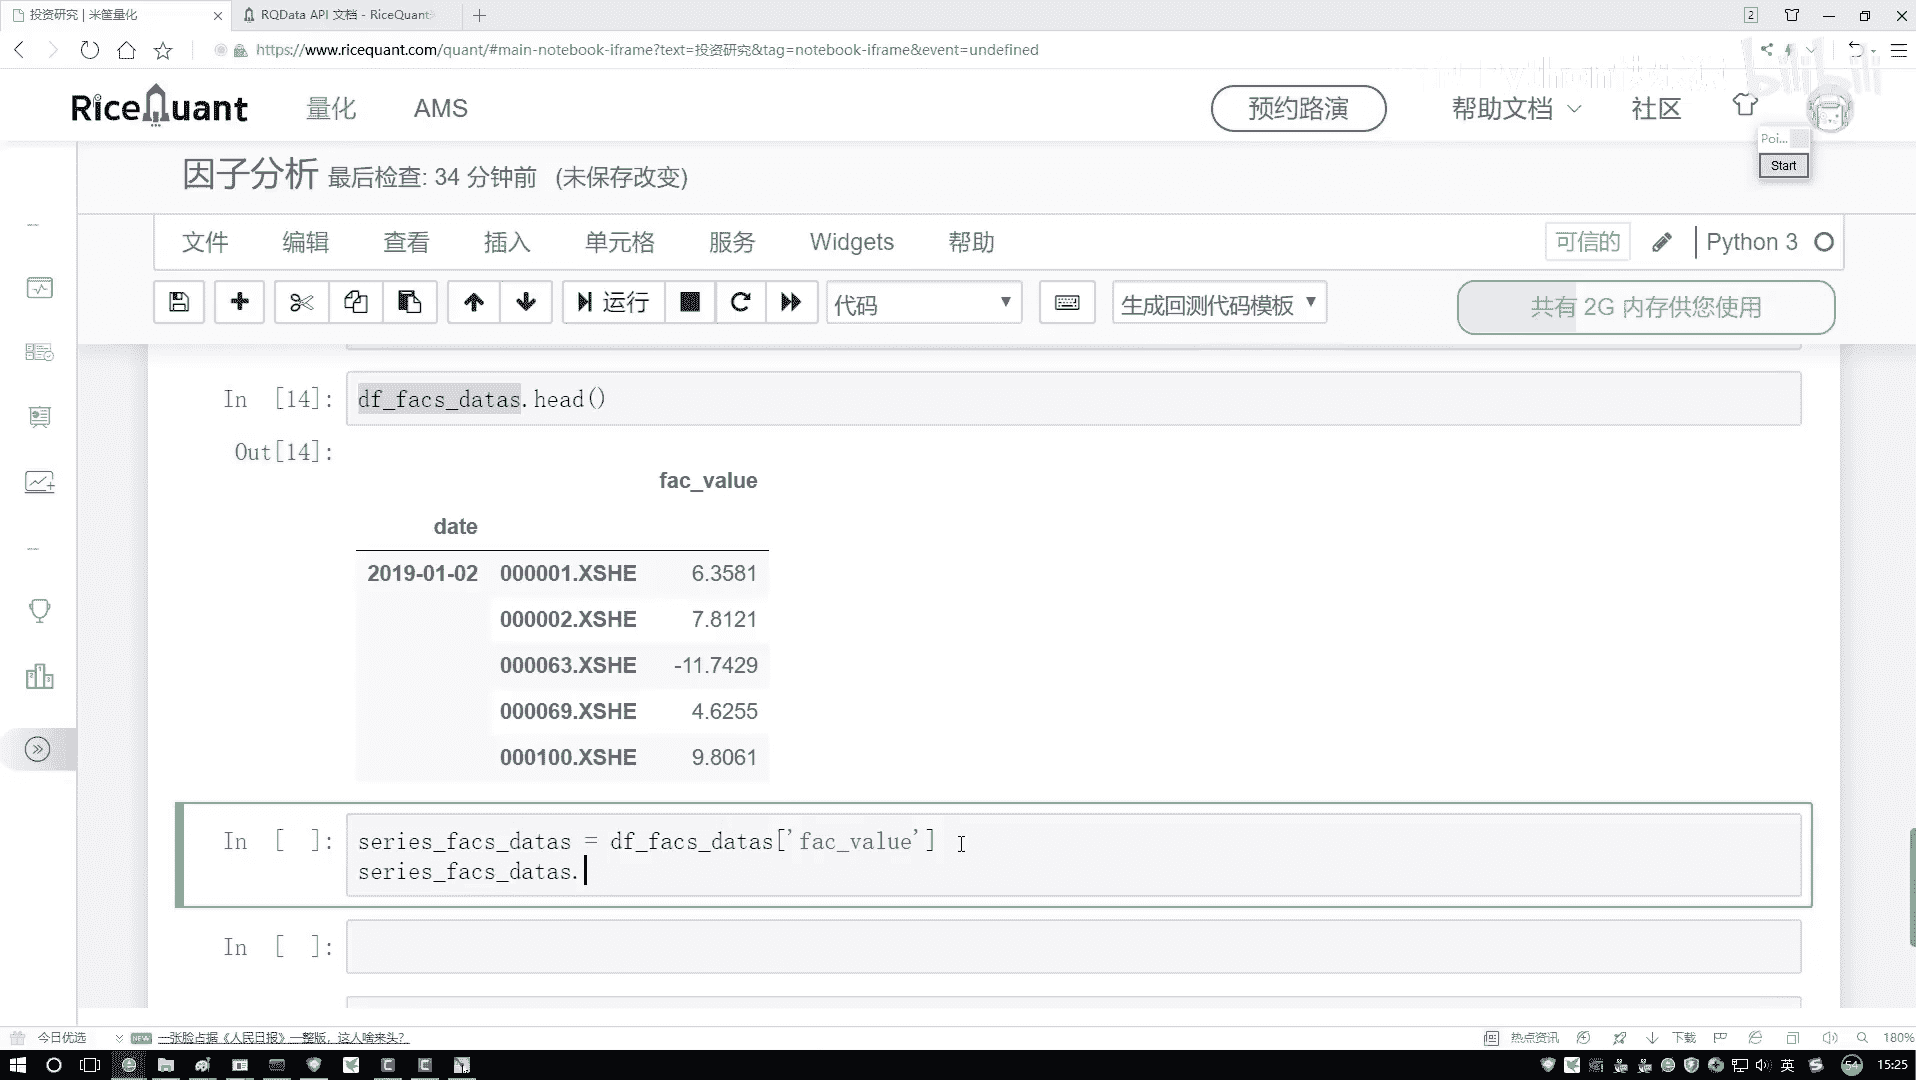 投资研究 | 米筐量化
RQData API 文档 - RiceQuant
2
https://www.ricequant.com/quant/#main-notebook-iframe?text=投资研究&tag=notebook-iframe&event=undefined
bilibili
RiceQuant
量化
AMS
预约路演
帮助文档
社区
Poi...
Start
因子分析 最后检查: 34 分钟前 (未保存改变)
文件 编辑 查看 插入 单元格 服务 Widgets 帮助
可信的
Python 3
运行
代码
生成回测代码模板
共有 2G 内存供您使用
In [14]: df_facs_datas.head()
Out[14]:
fac_value
date
2019-01-02 000001.XSHE 6.3581
000002.XSHE 7.8121
000063.XSHE -11.7429
000069.XSHE 4.6255
000100.XSHE 9.8061
In [ ]: series_facs_datas = df_facs_datas['fac_value']
series_facs_datas.
In [ ]:
今日优选
NEW
一张脸占据《人民日报》一整版，这人啥来头？
热点资讯
下载
180%
英
54
15:25